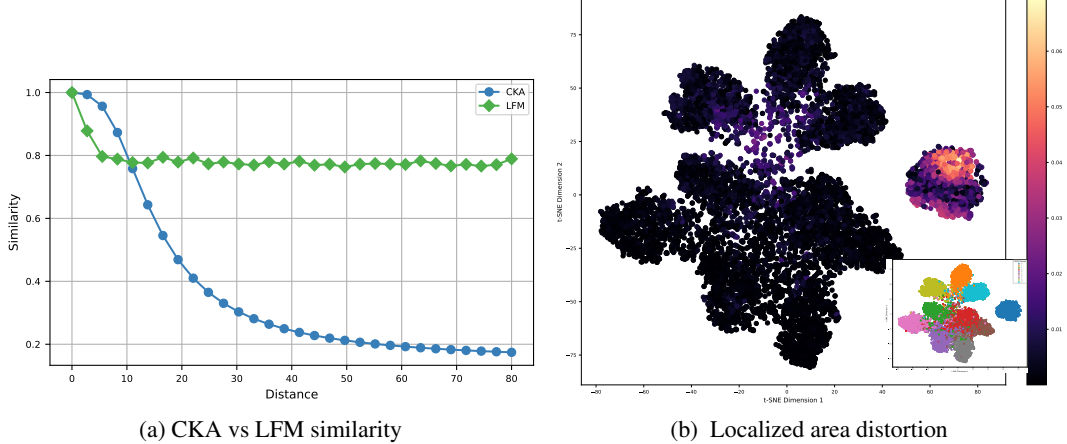 1.0
0.8
0.6
0.4
0.2
Similarity
0 10 20 30 40 50 60 70 80
Distance
CKA
LFM
(a) CKA vs LFM similarity
75
50
25
0
−25
−50
−75
t-SNE Dimension 2
−80 −60 −40 −20 0 20 40 60 80
t-SNE Dimension 1
0.06
0.05
0.04
0.03
0.02
0.01
(b) Localized area distortion